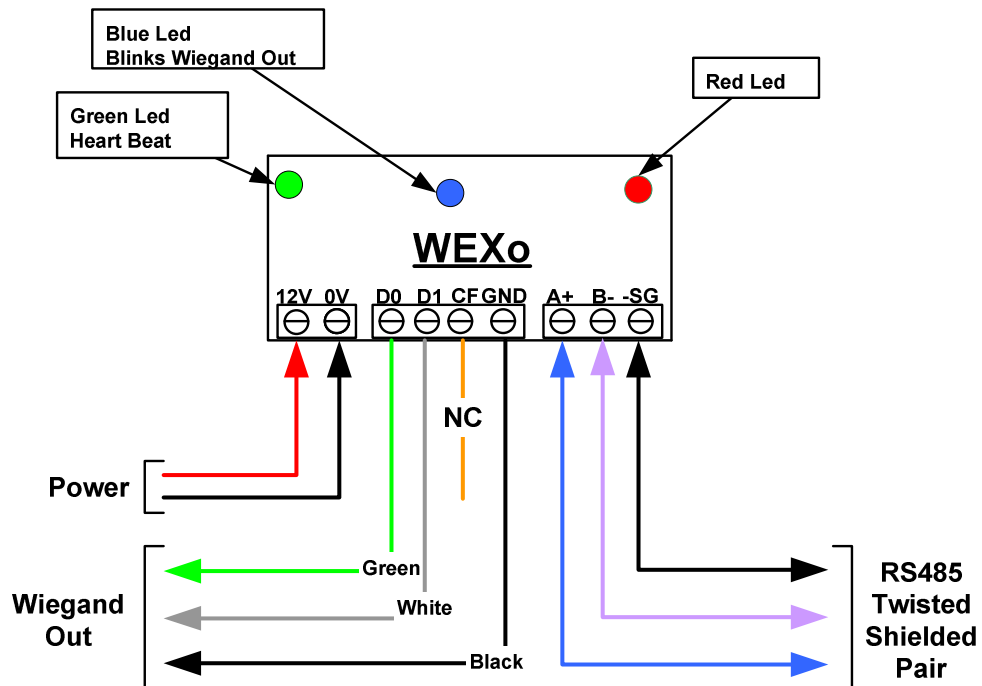 Blue Led
Blinks Wiegand Out
Red Led
Green Led
Heart Beat
WEXo
12V 0V D0 D1 CF GND A+ B- -SG
NC
Power
Green
White
Black
Wiegand
Out
RS485
Twisted
Shielded
Pair